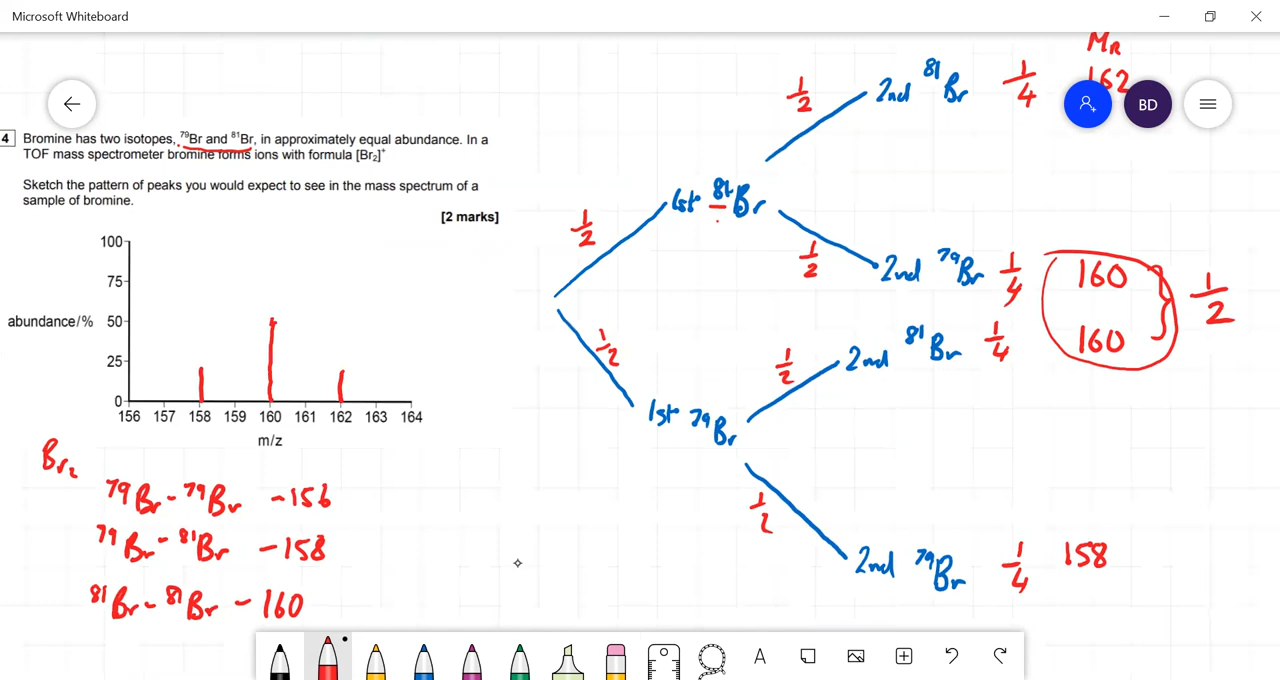 Microsoft Whiteboard
4 Bromine has two isotopes, ⁷⁹Br and ⁸¹Br, in approximately equal abundance. In a
TOF mass spectrometer bromine forms ions with formula [Br₂]⁺
Sketch the pattern of peaks you would expect to see in the mass spectrum of a
sample of bromine.
[2 marks]
100
75
abundance/% 50
25
0
156 157 158 159 160 161 162 163 164
m/z
Br₂
⁷⁹Br - ⁷⁹Br - 156
⁷⁹Br - ⁸¹Br - 158
⁸¹Br - ⁸¹Br - 160
MR
1/2 2nd ⁸¹Br 1/4 162
BD
1/2 1st ⁸¹Br
1/2 2nd ⁷⁹Br 1/4 160
1/2
1/2 1/2 2nd ⁸¹Br 1/4 160
1st ⁷⁹Br
1/2 2nd ⁷⁹Br 1/4 158
A